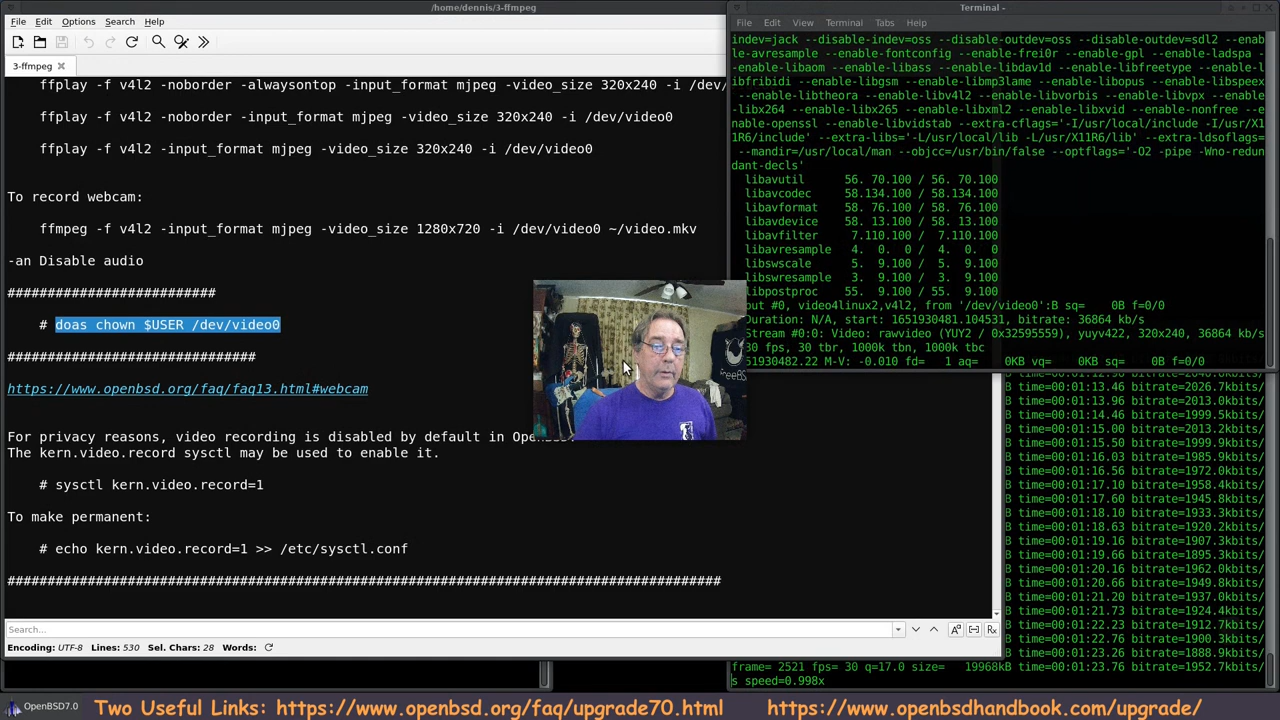 /home/dennis/3-ffmpeg
File Edit Options Search Help
3-ffmpeg
ffplay -f v4l2 -noborder -alwaysontop -input_format mjpeg -video_size 320x240 -i /dev/
ffplay -f v4l2 -noborder -input_format mjpeg -video_size 320x240 -i /dev/video0
ffplay -f v4l2 -input_format mjpeg -video_size 320x240 -i /dev/video0
To record webcam:
ffmpeg -f v4l2 -input_format mjpeg -video_size 1280x720 -i /dev/video0 ~/video.mkv
-an Disable audio
##########################
# doas chown $USER /dev/video0
###############################
https://www.openbsd.org/faq/faq13.html#webcam
For privacy reasons, video recording is disabled by default in Ope
The kern.video.record sysctl may be used to enable it.
# sysctl kern.video.record=1
To make permanent:
# echo kern.video.record=1 >> /etc/sysctl.conf
#########################################################################################
Search...
Encoding: UTF-8 Lines: 530 Sel. Chars: 28 Words:
Terminal -
File Edit View Terminal Tabs Help
indev=jack --disable-indev=oss --disable-outdev=oss --disable-outdev=sdl2 --enab
le-avresample --enable-fontconfig --enable-frei0r --enable-gpl --enable-ladspa -
-enable-libaom --enable-libass --enable-libdav1d --enable-libfreetype --enable-l
ibfribidi --enable-libgsm --enable-libmp3lame --enable-libopus --enable-libspeex
--enable-libtheora --enable-libv4l2 --enable-libvorbis --enable-libvpx --enable
-libx264 --enable-libx265 --enable-libxml2 --enable-libxvid --enable-nonfree --e
nable-openssl --enable-libvidstab --extra-cflags='-I/usr/local/include -I/usr/X1
1R6/include' --extra-libs='-L/usr/local/lib -L/usr/X11R6/lib' --extra-ldsoflags=
--mandir=/usr/local/man --objcc=/usr/bin/false --optflags='-O2 -pipe -Wno-redun
dant-decls'
libavutil 56. 70.100 / 56. 70.100
libavcodec 58.134.100 / 58.134.100
libavformat 58. 76.100 / 58. 76.100
libavdevice 58. 13.100 / 58. 13.100
libavfilter 7.110.100 / 7.110.100
libavresample 4. 0. 0 / 4. 0. 0
libswscale 5. 9.100 / 5. 9.100
libswresample 3. 9.100 / 3. 9.100
libpostproc 55. 9.100 / 55. 9.100
put #0, video4linux2,v4l2, from '/dev/video0':B sq= 0B f=0/0
Duration: N/A, start: 1651930481.104531, bitrate: 36864 kb/s
Stream #0:0: Video: rawvideo (YUY2 / 0x32595559), yuyv422, 320x240, 36864 kb/s
30 fps, 30 tbr, 1000k tbn, 1000k tbc
51930482.22 M-V: -0.010 fd= 1 aq= 0KB vq= 0KB sq= 0B f=0/0
B time=00:01:13.46 bitrate=2026.7kbits/
B time=00:01:13.96 bitrate=2013.0kbits/
B time=00:01:14.46 bitrate=1999.5kbits/
B time=00:01:15.00 bitrate=2013.2kbits/
B time=00:01:15.50 bitrate=1999.9kbits/
B time=00:01:16.03 bitrate=1985.9kbits/
B time=00:01:16.56 bitrate=1972.0kbits/
B time=00:01:17.10 bitrate=1958.4kbits/
B time=00:01:17.60 bitrate=1945.8kbits/
B time=00:01:18.10 bitrate=1933.3kbits/
B time=00:01:18.63 bitrate=1920.2kbits/
B time=00:01:19.16 bitrate=1907.3kbits/
B time=00:01:19.66 bitrate=1895.3kbits/
B time=00:01:20.16 bitrate=1962.0kbits/
B time=00:01:20.66 bitrate=1949.8kbits/
B time=00:01:21.20 bitrate=1937.0kbits/
B time=00:01:21.73 bitrate=1924.4kbits/
B time=00:01:22.23 bitrate=1912.7kbits/
B time=00:01:22.76 bitrate=1900.3kbits/
B time=00:01:23.26 bitrate=1888.9kbits/
frame= 2521 fps= 30 q=17.0 size= 19968kB time=00:01:23.76 bitrate=1952.7kbits/
s speed=0.998x
OpenBSD7.0
Two Useful Links: https://www.openbsd.org/faq/upgrade70.html https://www.openbsdhandbook.com/upgrade/